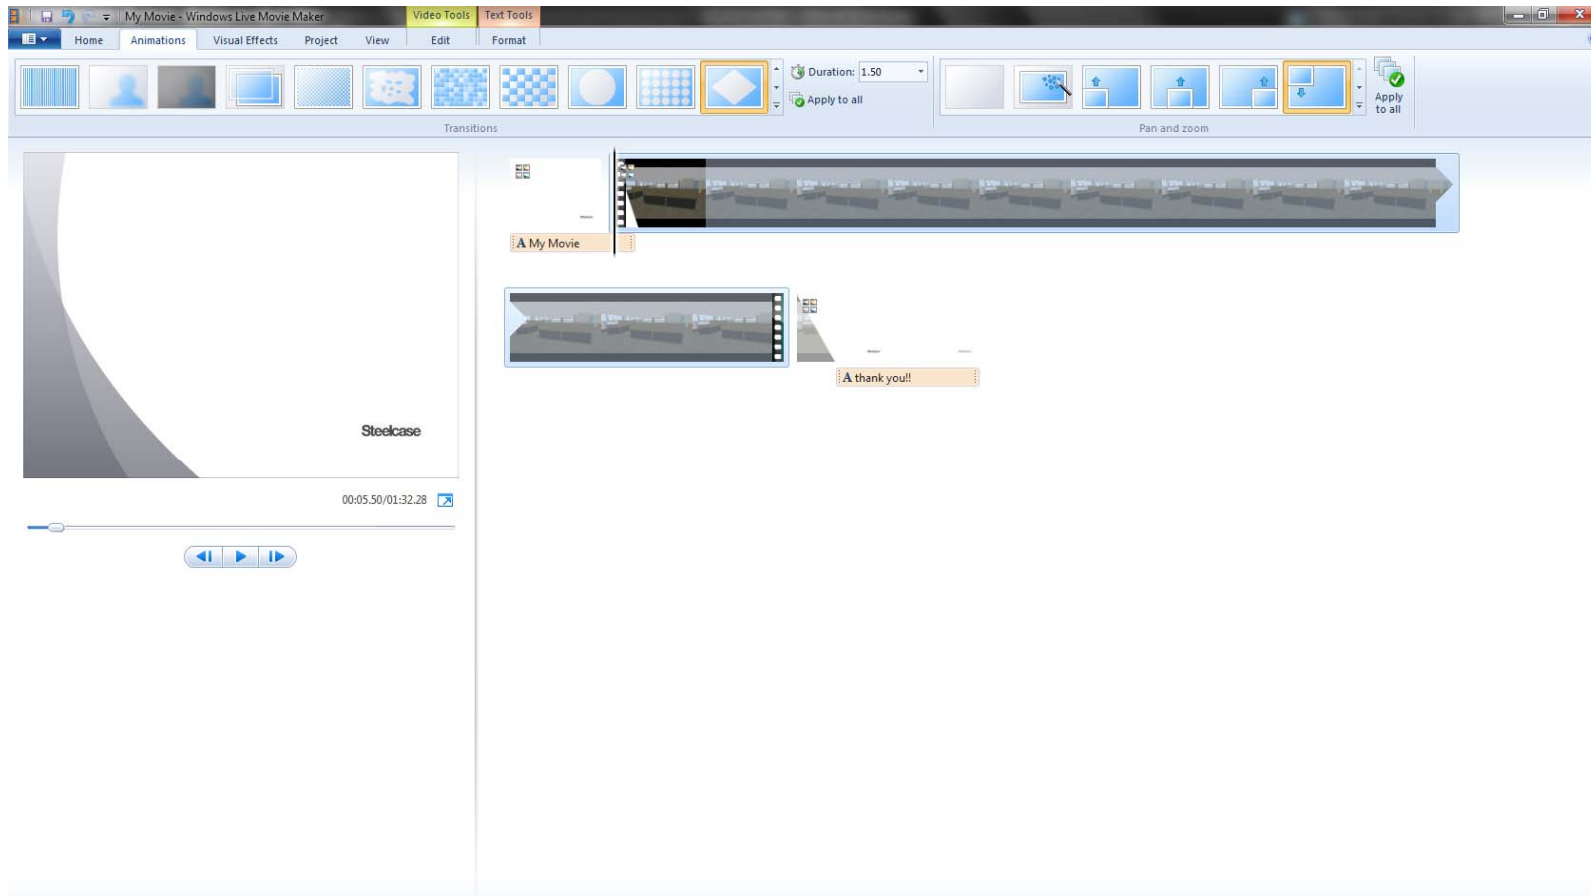 My Movie - Windows Live Movie Maker
Video Tools
Text Tools
Home
Animations
Visual Effects
Project
View
Edit
Format
Duration: 1.50
Apply to all
Transitions
Apply
to all
Pan and zoom
A My Movie
A thank you!!
Steelcase
00:05.50/01:32.28